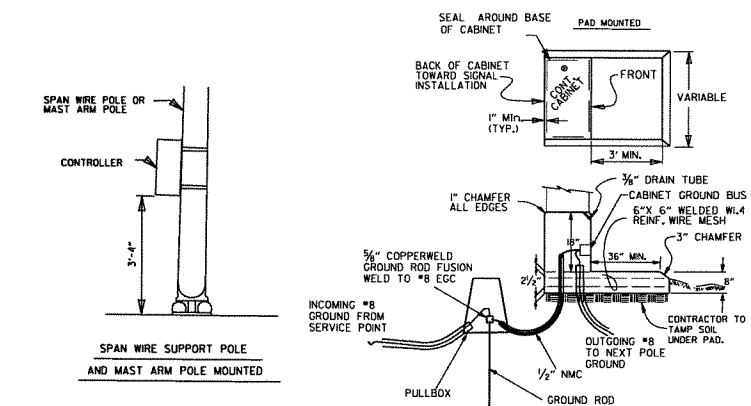 SPAN WIRE POLE OR
MAST ARM POLE
CONTROLLER
3'-4"
SPAN WIRE SUPPORT POLE
AND MAST ARM POLE MOUNTED
SEAL AROUND BASE
OF CABINET
PAD MOUNTED
BACK OF CABINET
TOWARD SIGNAL
INSTALLATION
CONT.
CABINET
FRONT
VARIABLE
1" Min.
(TYP.)
3' MIN.
3/8" DRAIN TUBE
CABINET GROUND BUS
1" CHAMFER
ALL EDGES
6"X 6" WELDED W1.4
REINF. WIRE MESH
3" CHAMFER
18"
36" MIN.
5/8" COPPERWELD
GROUND ROD FUSION
WELD TO #8 EGC
2 1/2"
8"
INCOMING #8
GROUND FROM
SERVICE POINT
CONTRACTOR TO
TAMP SOIL
UNDER PAD.
OUTGOING #8
TO NEXT POLE
GROUND
1/2" NMC
PULLBOX
GROUND ROD